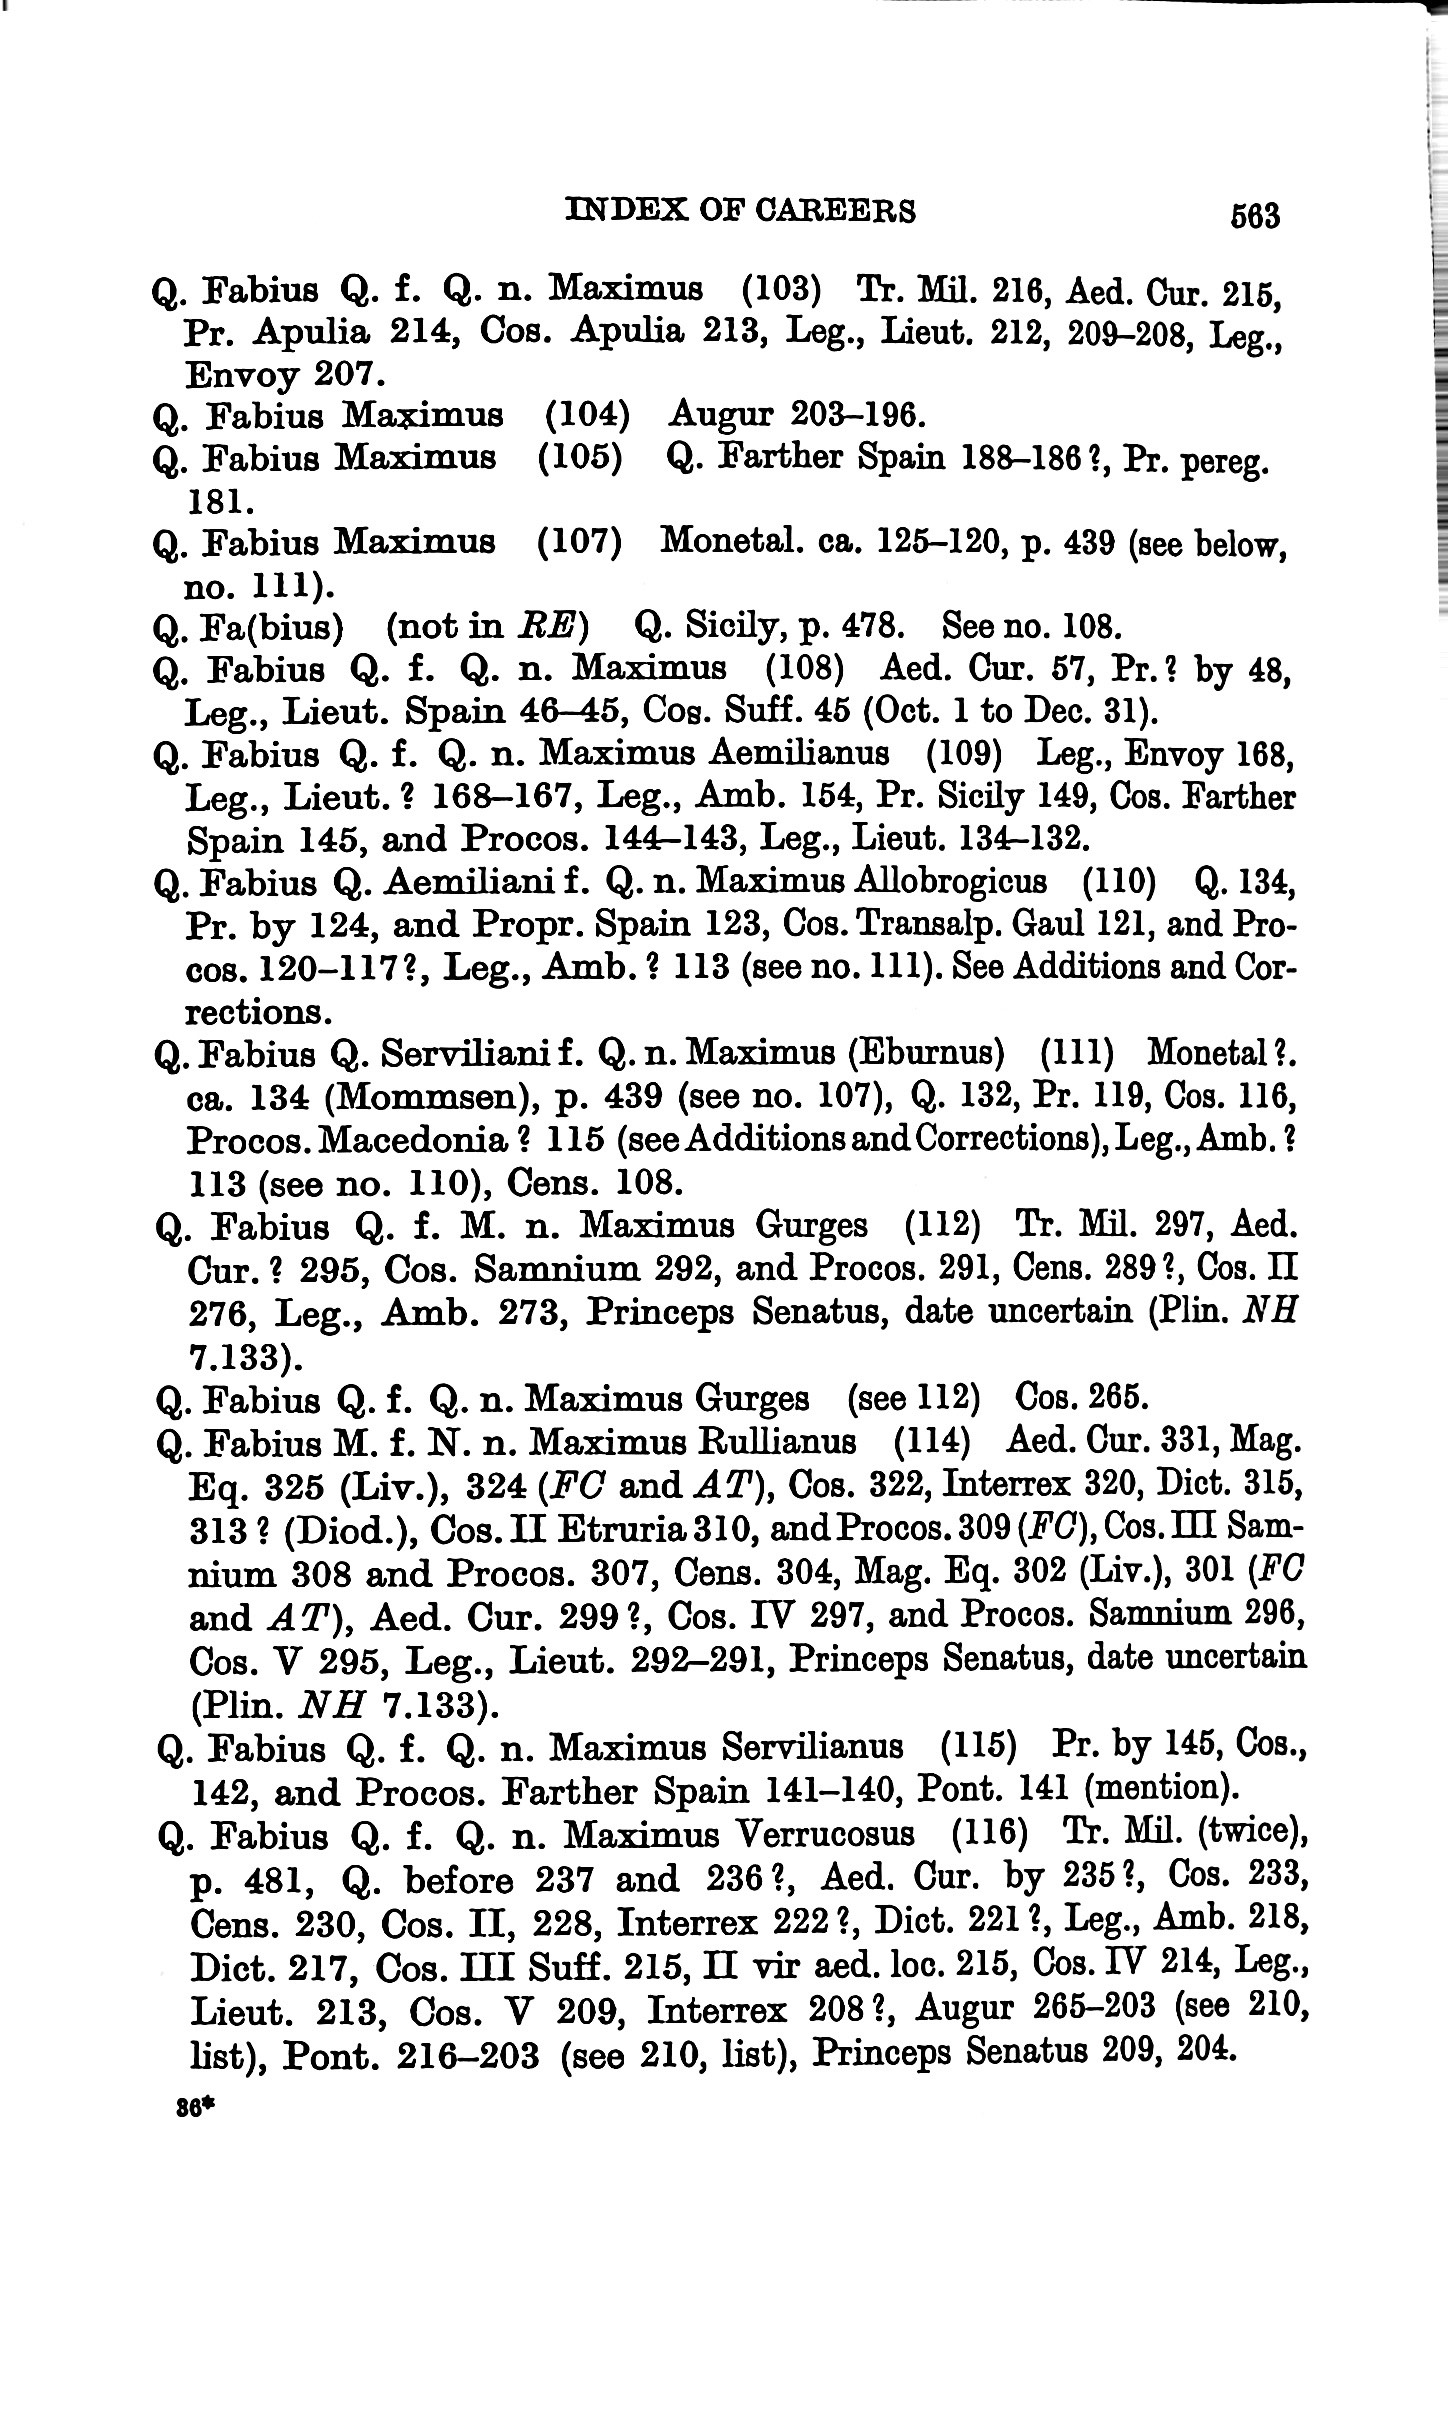 INDEX OF CAREERS 563
Q. Fabius Q. f. Q. n. Maximus (103) Tr. Mil. 216, Aed. Cur. 215,
Pr. Apulia 214, Cos. Apulia 213, Leg., Lieut. 212, 209–208, Leg.,
Envoy 207.
Q. Fabius Maximus (104) Augur 203–196.
Q. Fabius Maximus (105) Q. Farther Spain 188–186?, Pr. pereg.
181.
Q. Fabius Maximus (107) Monetal. ca. 125–120, p. 439 (see below,
no. 111).
Q. Fa(bius) (not in RE) Q. Sicily, p. 478. See no. 108.
Q. Fabius Q. f. Q. n. Maximus (108) Aed. Cur. 57, Pr.? by 48,
Leg., Lieut. Spain 46–45, Cos. Suff. 45 (Oct. 1 to Dec. 31).
Q. Fabius Q. f. Q. n. Maximus Aemilianus (109) Leg., Envoy 168,
Leg., Lieut.? 168–167, Leg., Amb. 154, Pr. Sicily 149, Cos. Farther
Spain 145, and Procos. 144–143, Leg., Lieut. 134–132.
Q. Fabius Q. Aemiliani f. Q. n. Maximus Allobrogicus (110) Q. 134,
Pr. by 124, and Propr. Spain 123, Cos. Transalp. Gaul 121, and Pro-
cos. 120–117?, Leg., Amb.? 113 (see no. 111). See Additions and Cor-
rections.
Q. Fabius Q. Serviliani f. Q. n. Maximus (Eburnus) (111) Monetal?.
ca. 134 (Mommsen), p. 439 (see no. 107), Q. 132, Pr. 119, Cos. 116,
Procos. Macedonia? 115 (see Additions and Corrections), Leg., Amb.?
113 (see no. 110), Cens. 108.
Q. Fabius Q. f. M. n. Maximus Gurges (112) Tr. Mil. 297, Aed.
Cur.? 295, Cos. Samnium 292, and Procos. 291, Cens. 289?, Cos. II
276, Leg., Amb. 273, Princeps Senatus, date uncertain (Plin. NH
7.133).
Q. Fabius Q. f. Q. n. Maximus Gurges (see 112) Cos. 265.
Q. Fabius M. f. N. n. Maximus Rullianus (114) Aed. Cur. 331, Mag.
Eq. 325 (Liv.), 324 (FC and AT), Cos. 322, Interrex 320, Dict. 315,
313? (Diod.), Cos. II Etruria 310, and Procos. 309 (FC), Cos. III Sam-
nium 308 and Procos. 307, Cens. 304, Mag. Eq. 302 (Liv.), 301 (FC
and AT), Aed. Cur. 299?, Cos. IV 297, and Procos. Samnium 296,
Cos. V 295, Leg., Lieut. 292–291, Princeps Senatus, date uncertain
(Plin. NH 7.133).
Q. Fabius Q. f. Q. n. Maximus Servilianus (115) Pr. by 145, Cos.,
142, and Procos. Farther Spain 141–140, Pont. 141 (mention).
Q. Fabius Q. f. Q. n. Maximus Verrucosus (116) Tr. Mil. (twice),
p. 481, Q. before 237 and 236?, Aed. Cur. by 235?, Cos. 233,
Cens. 230, Cos. II, 228, Interrex 222?, Dict. 221?, Leg., Amb. 218,
Dict. 217, Cos. III Suff. 215, II vir aed. loc. 215, Cos. IV 214, Leg.,
Lieut. 213, Cos. V 209, Interrex 208?, Augur 265–203 (see 210,
list), Pont. 216–203 (see 210, list), Princeps Senatus 209, 204.
36*